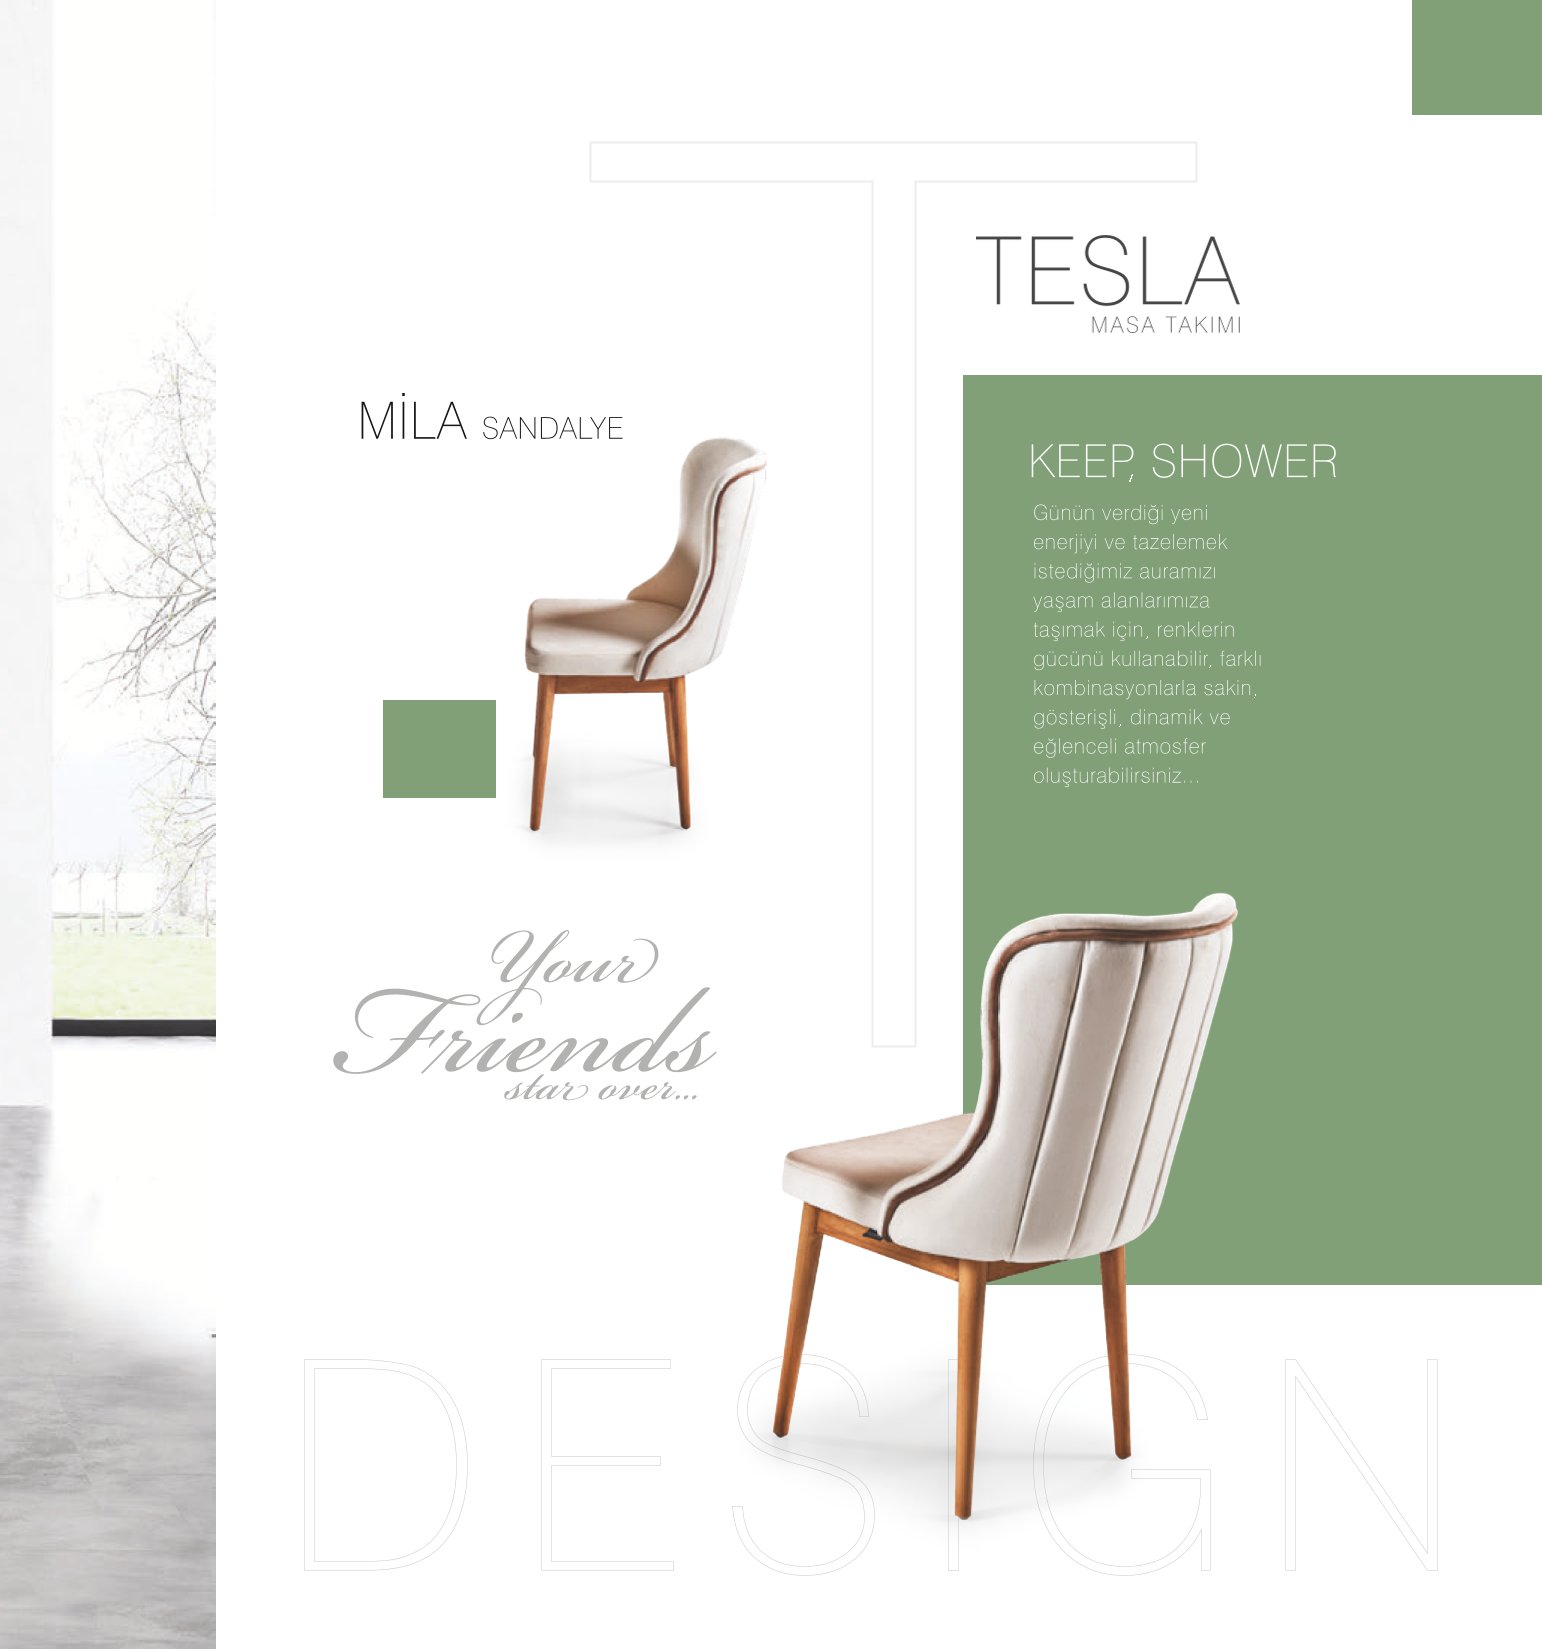 T
TESLA
MASA TAKIMI
MİLA SANDALYE
KEEP, SHOWER
Günün verdiği yeni
enerjiyi ve tazelemek
istediğimiz auramızı
yaşam alanlarımıza
taşımak için, renklerin
gücünü kullanabilir, farklı
kombinasyonlarla sakin,
gösterişli, dinamik ve
eğlenceli atmosfer
oluşturabilirsiniz...
Your
Friends
star over...
DESIGN